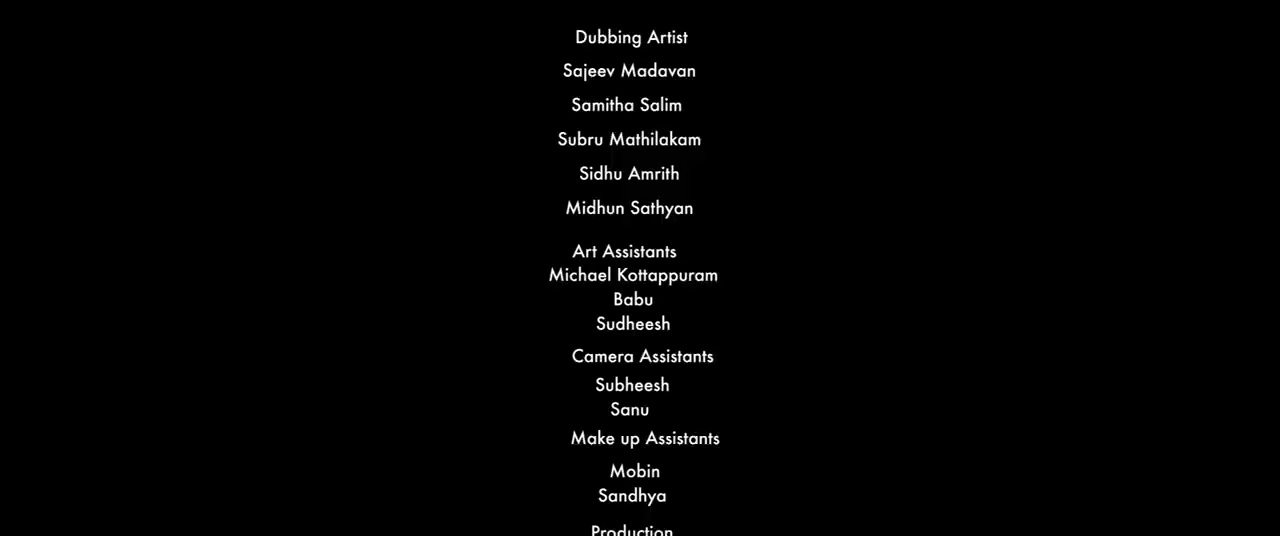 Dubbing Artist
Sajeev Madavan
Samitha Salim
Subru Mathilakam
Sidhu Amrith
Midhun Sathyan
Art Assistants
Michael Kottappuram
Babu
Sudheesh
Camera Assistants
Subheesh
Sanu
Make up Assistants
Mobin
Sandhya
Production